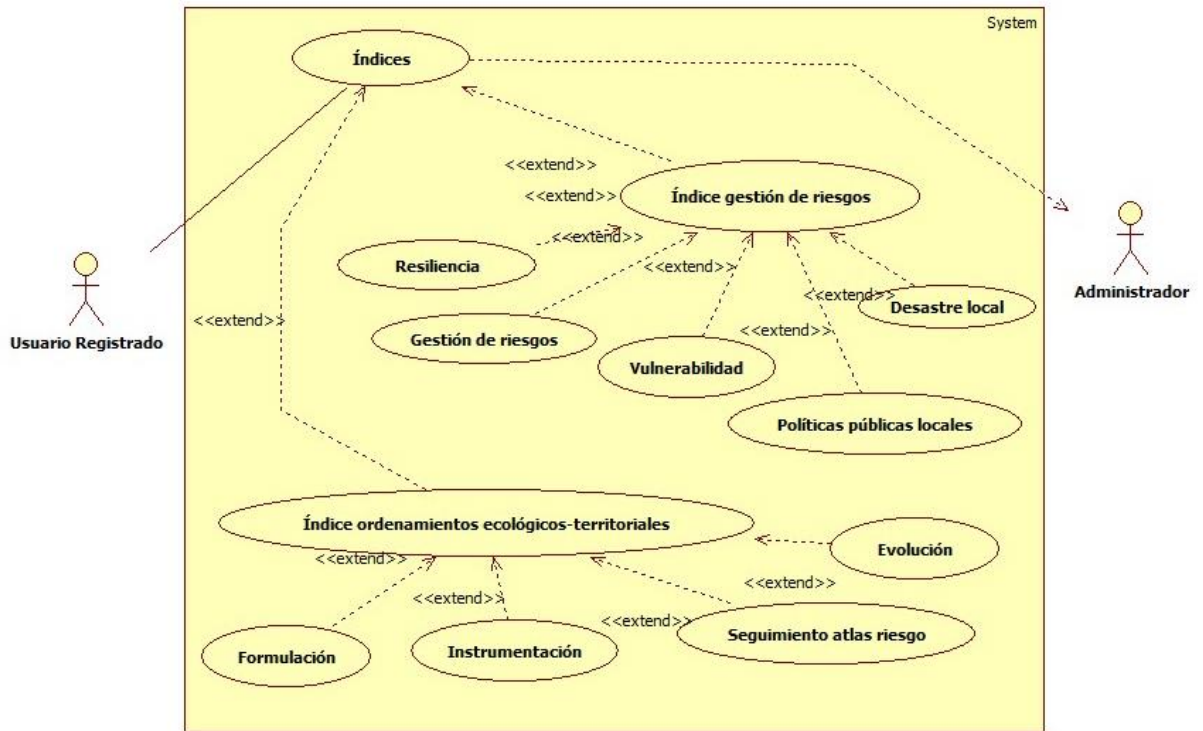 System
Índices
<<extend>>
<<extend>>
Índice gestión de riesgos
<<extend>>
Resiliencia
<<extend>>
Administrador
<<extend>>
Desastre local
<<extend>>
Usuario Registrado
Gestión de riesgos
<<extend>>
Vulnerabilidad
Políticas públicas locales
Índice ordenamientos ecológicos-territoriales
Evolución
<<extend>>
<<extend>>
<<extend>>
<<extend>>
Seguimiento atlas riesgo
Formulación
Instrumentación